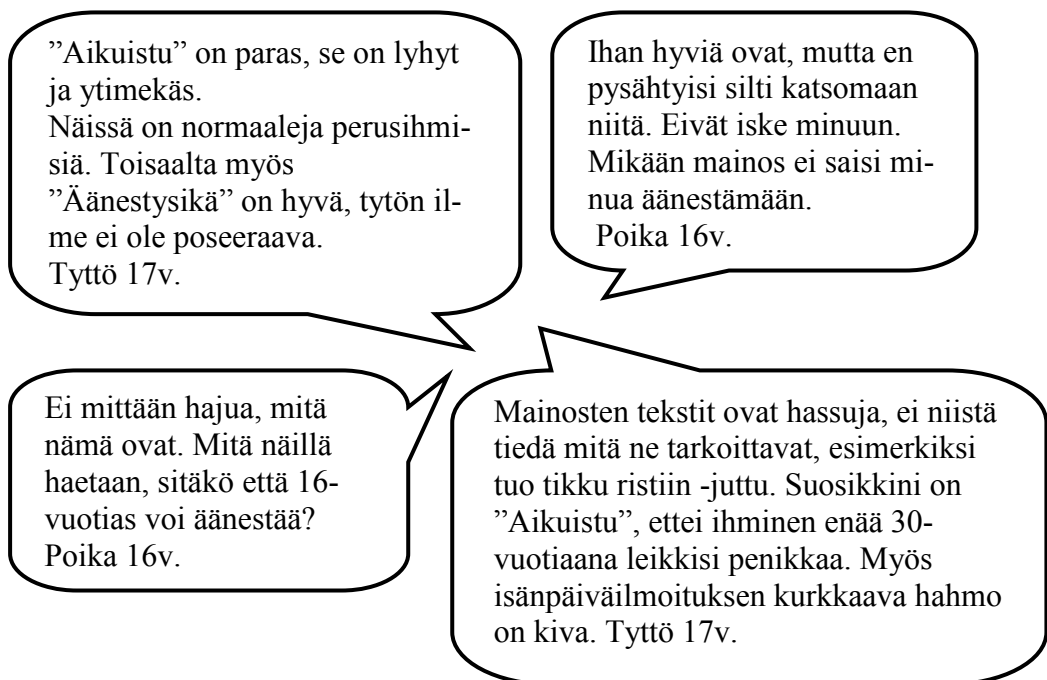 ”Aikuistu” on paras, se on lyhyt
ja ytimekäs.
Näissä on normaaleja perusihmi-
siä. Toisaalta myös
”Äänestysikä” on hyvä, tytön il-
me ei ole poseeraava.
Tyttö 17v.
Ihan hyviä ovat, mutta en
pysähtyisi silti katsomaan
niitä. Eivät iske minuun.
Mikään mainos ei saisi mi-
nua äänestämään.
Poika 16v.
Ei mittään hajua, mitä
nämä ovat. Mitä näillä
haetaan, sitäkö että 16-
vuotias voi äänestää?
Poika 16v.
Mainosten tekstit ovat hassuja, ei niistä
tiedä mitä ne tarkoittavat, esimerkiksi
tuo tikku ristiin -juttu. Suosikkini on
”Aikuistu”, ettei ihminen enää 30-
vuotiaana leikkisi penikkaa. Myös
isänpäiväilmoituksen kurkkaava hahmo
on kiva. Tyttö 17v.